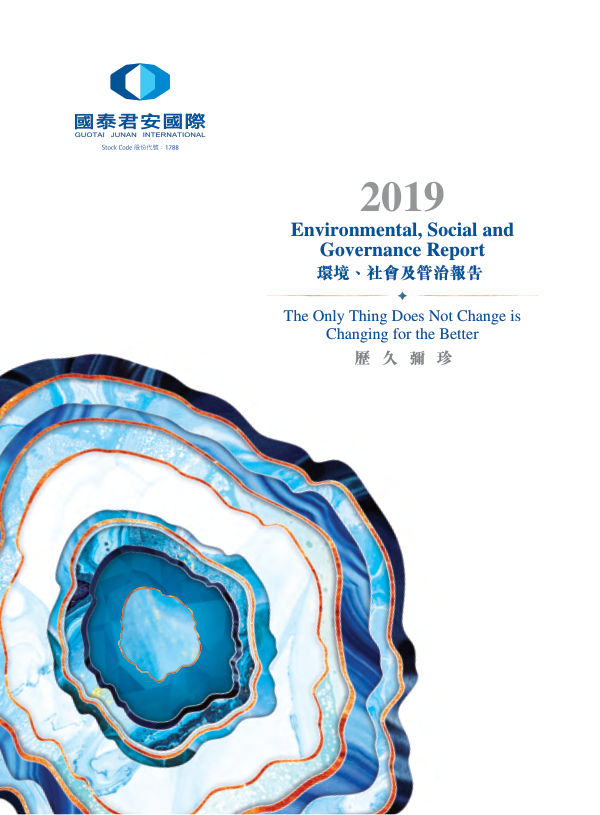 國泰君安國際
GUOTAI JUNAN INTERNATIONAL
Stock Code 股份代號：1788
2019
Environmental, Social and
Governance Report
環境、社會及管治報告
The Only Thing Does Not Change is
Changing for the Better
歷久彌珍